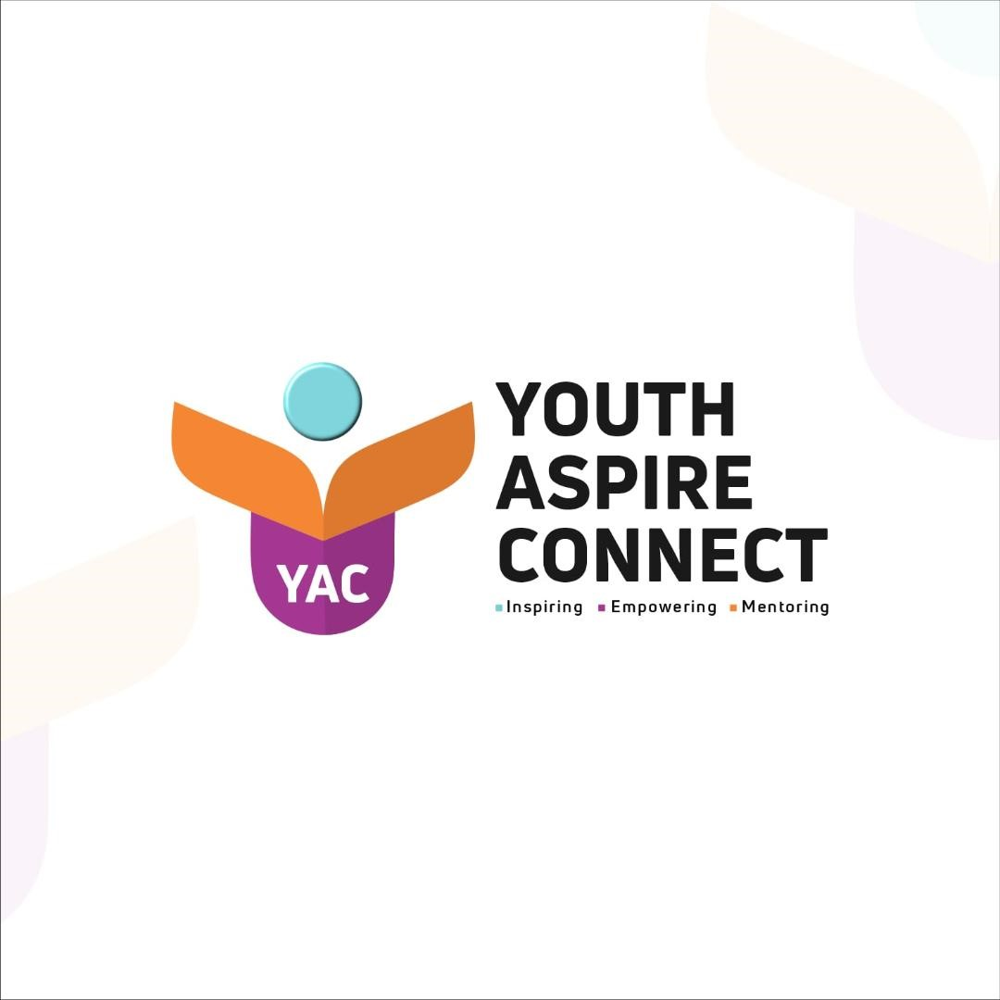 YAC
YOUTH
ASPIRE
CONNECT
Inspiring Empowering Mentoring